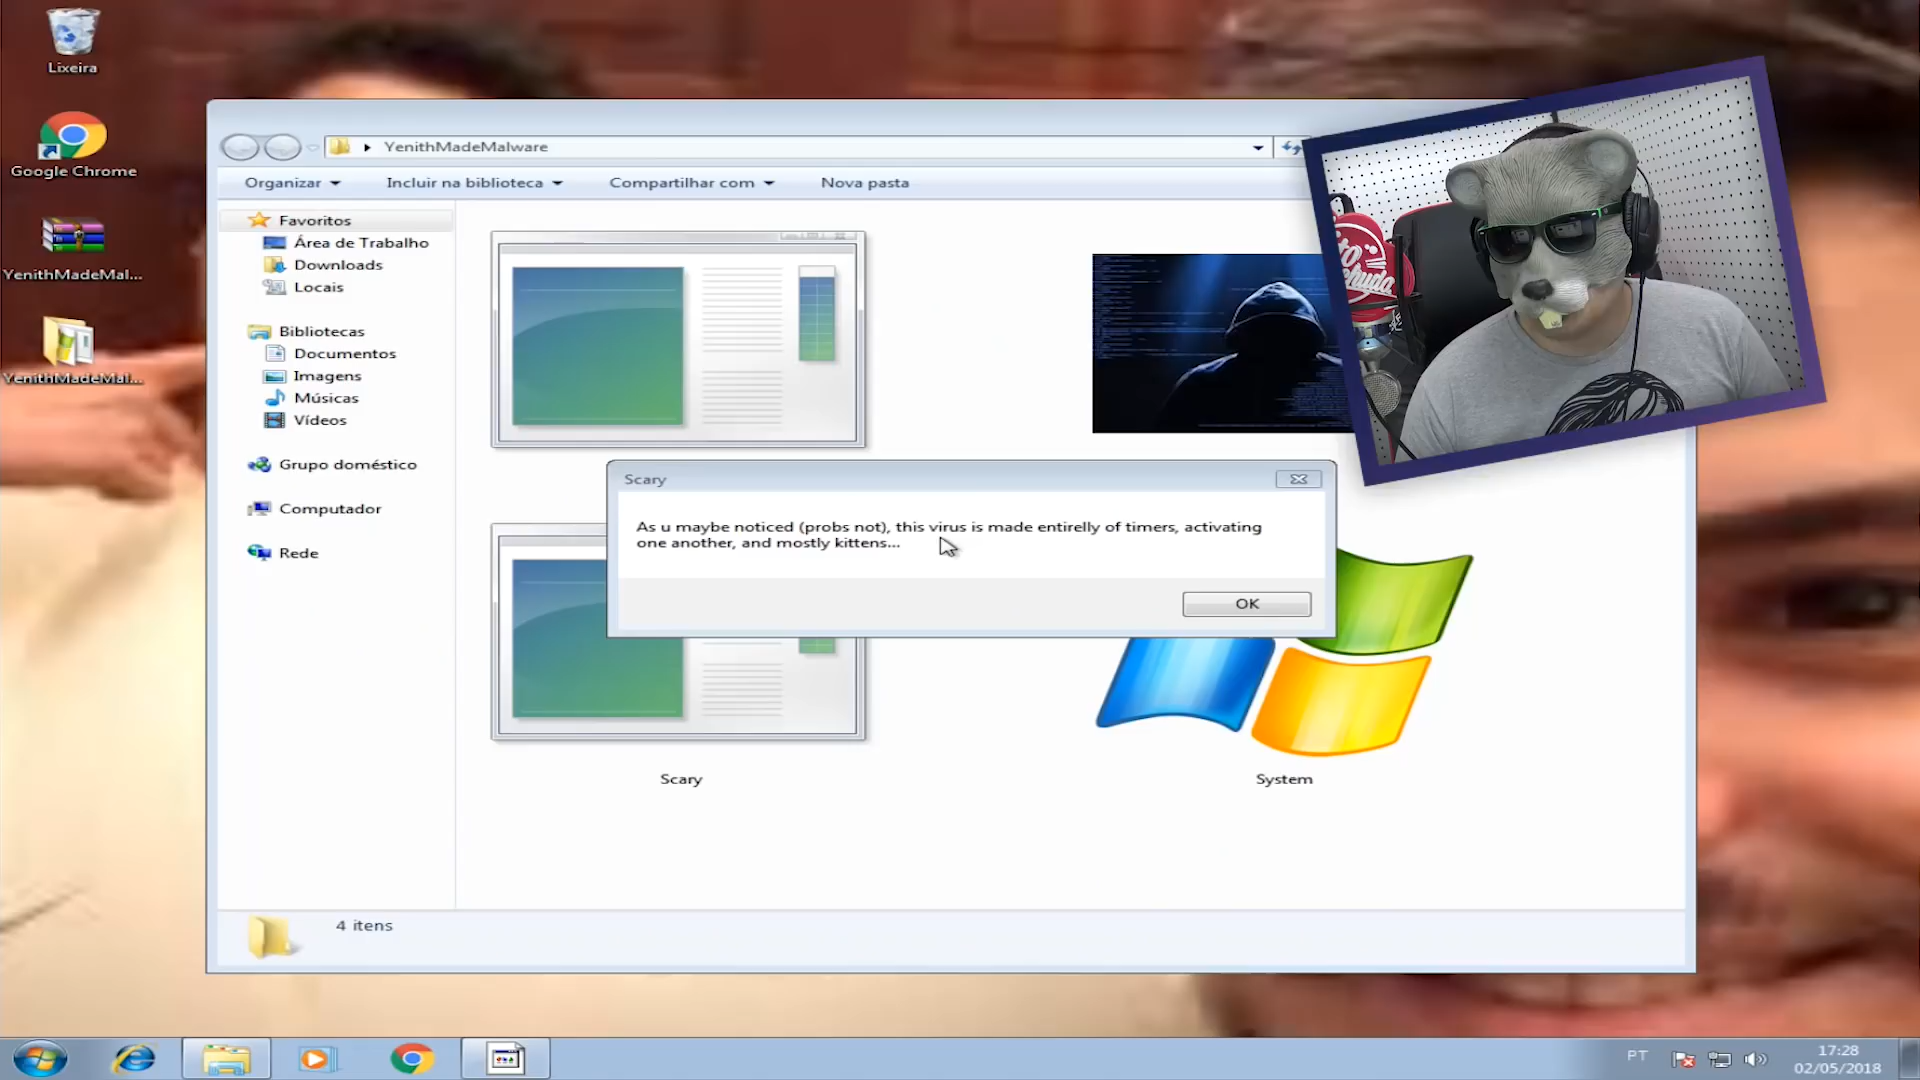 Lixeira
Google Chrome
YenithMadeMal...
YenithMadeMal...
YenithMadeMalware
Organizar
Incluir na biblioteca
Compartilhar com
Nova pasta
Favoritos
Área de Trabalho
Downloads
Locais
Bibliotecas
Documentos
Imagens
Músicas
Vídeos
Grupo doméstico
Computador
Rede
Scary
As u maybe noticed (probs not), this virus is made entirelly of timers, activating
one another, and mostly kittens...
OK
Scary
System
4 itens
PT
17:28
02/05/2018